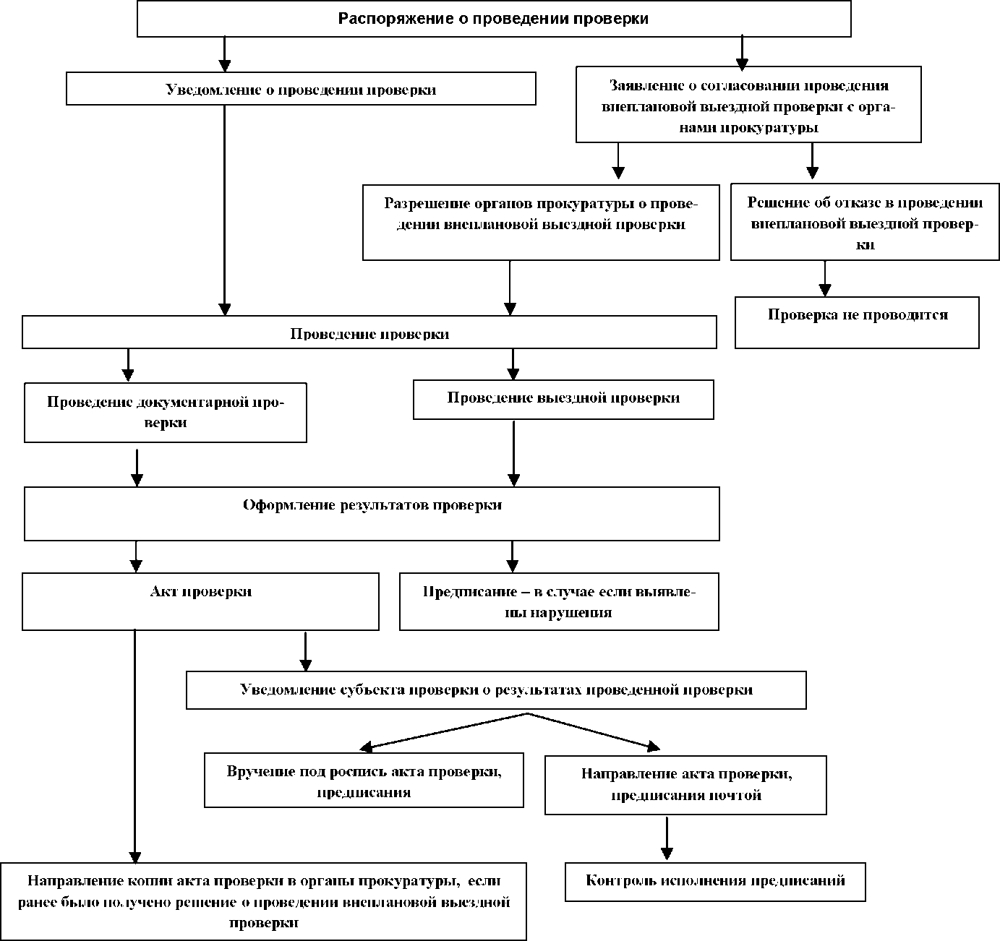 Распоряжение о проведении проверки
Уведомление о проведении проверки
Заявление о согласовании проведения
внеплановой выездной проверки с орга-
нами прокуратуры
Разрешение органов прокуратуры о прове-
дении внеплановой выездной проверки
Решение об отказе в проведении
внеплановой выездной провер-
ки
Проверка не проводится
Проведение проверки
Проведение документарной про-
верки
Проведение выездной проверки
Оформление результатов проверки
Акт проверки
Предписание – в случае если выявле-
ны нарушения
Уведомление субъекта проверки о результатах проведенной проверки
Вручение под роспись акта проверки,
предписания
Направление акта проверки,
предписания почтой
Направление копии акта проверки в органы прокуратуры,  если
ранее было получено решение о проведении внеплановой выездной
проверки
Контроль исполнения предписаний